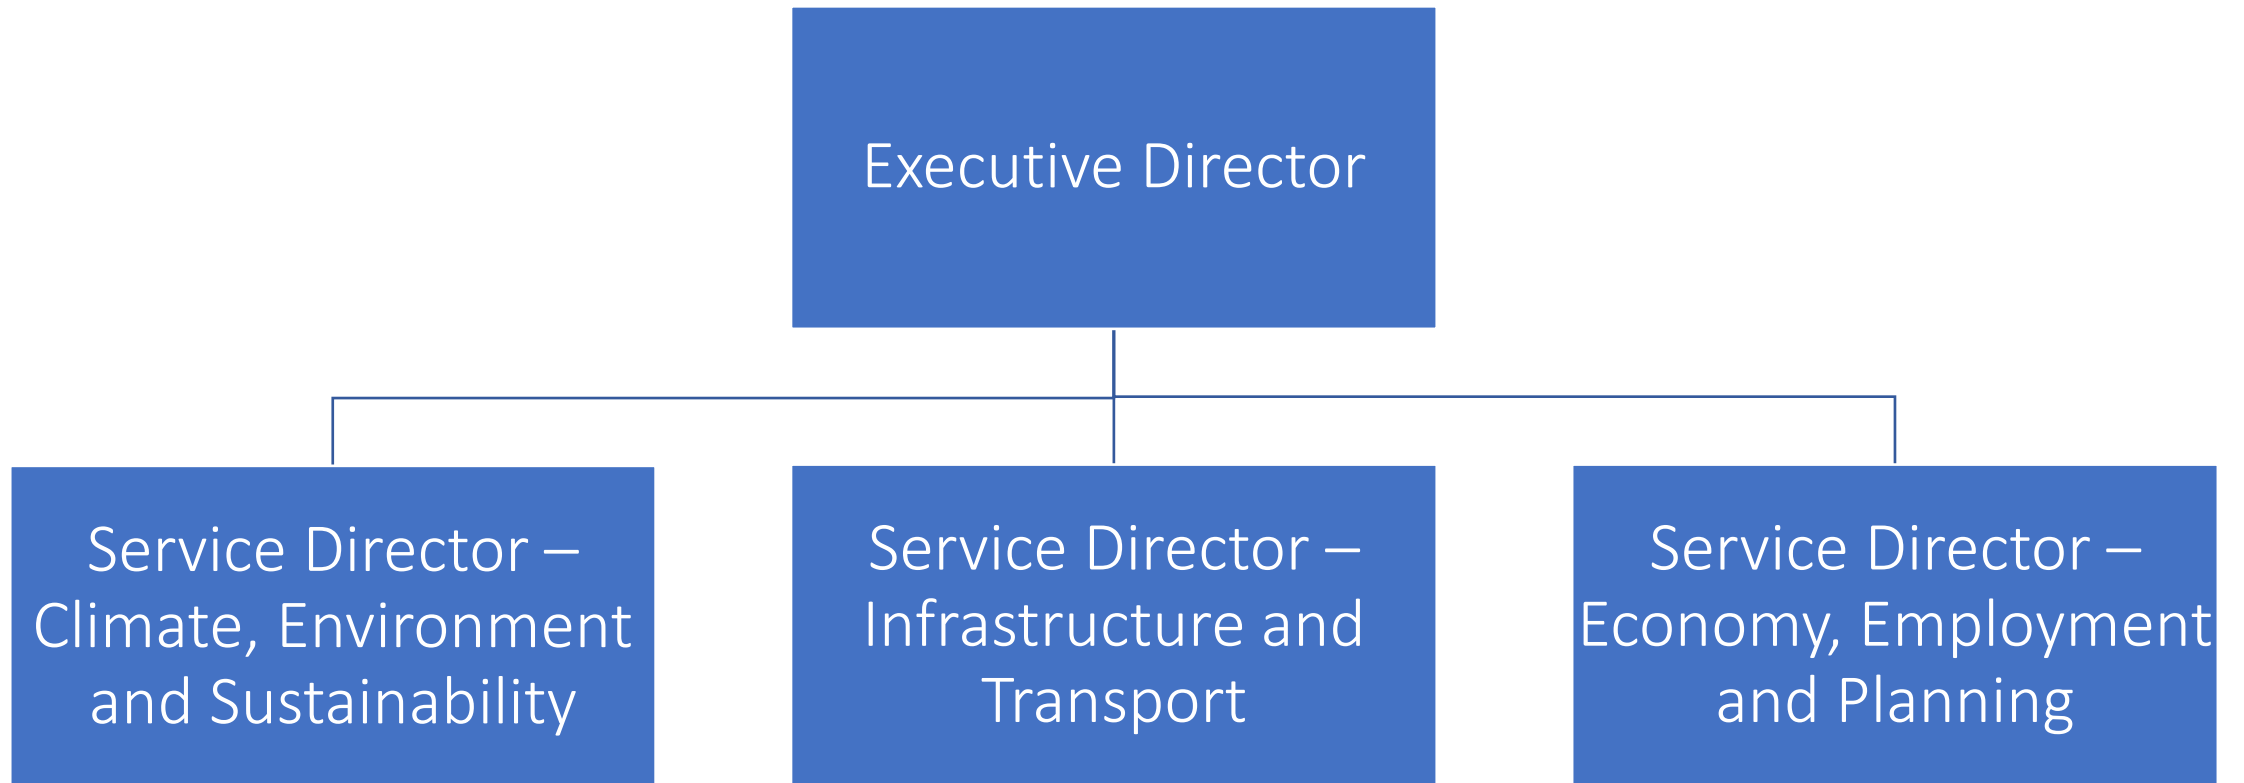 Executive Director
Service Director –
Climate, Environment
and Sustainability
Service Director –
Infrastructure and
Transport
Service Director –
Economy, Employment
and Planning